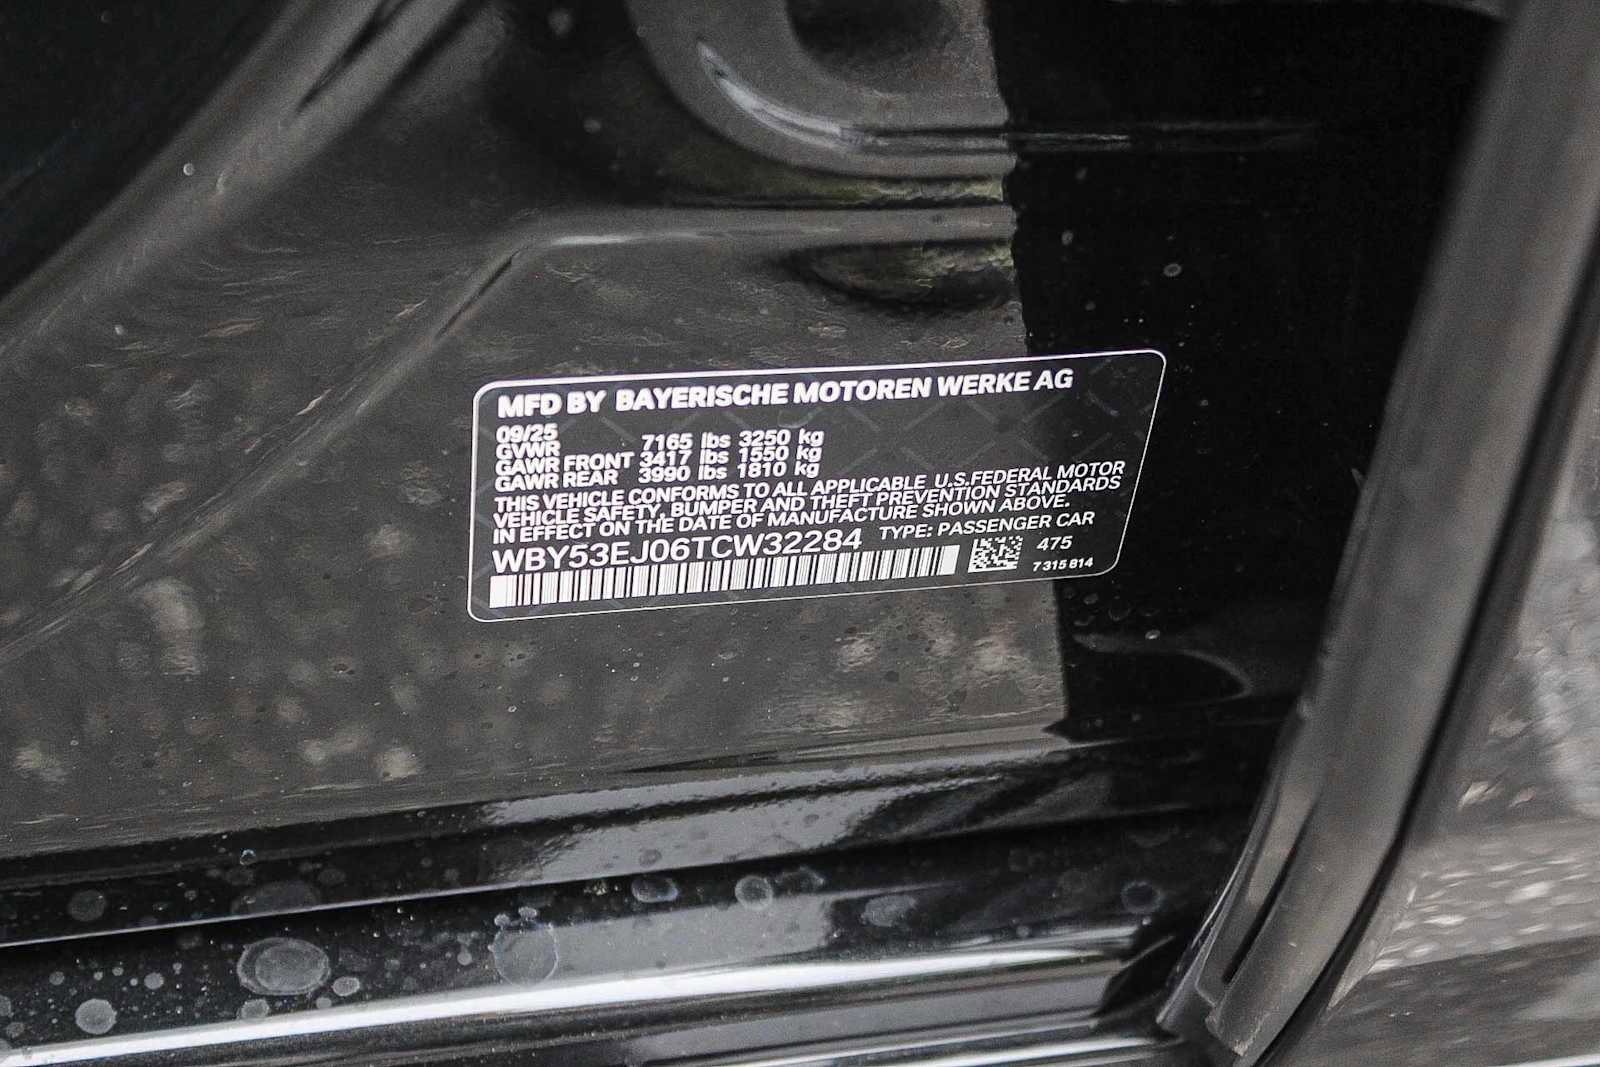 MFD BY BAYERISCHE MOTOREN WERKE AG
09/25
GVWR 7165 lbs 3250 kg
GAWR FRONT 3417 lbs 1550 kg
GAWR REAR 3990 lbs 1810 kg
THIS VEHICLE CONFORMS TO ALL APPLICABLE U.S.FEDERAL MOTOR
VEHICLE SAFETY, BUMPER AND THEFT PREVENTION STANDARDS
IN EFFECT ON THE DATE OF MANUFACTURE SHOWN ABOVE.
WBY53EJ06TCW32284 TYPE: PASSENGER CAR
475
7 315 814